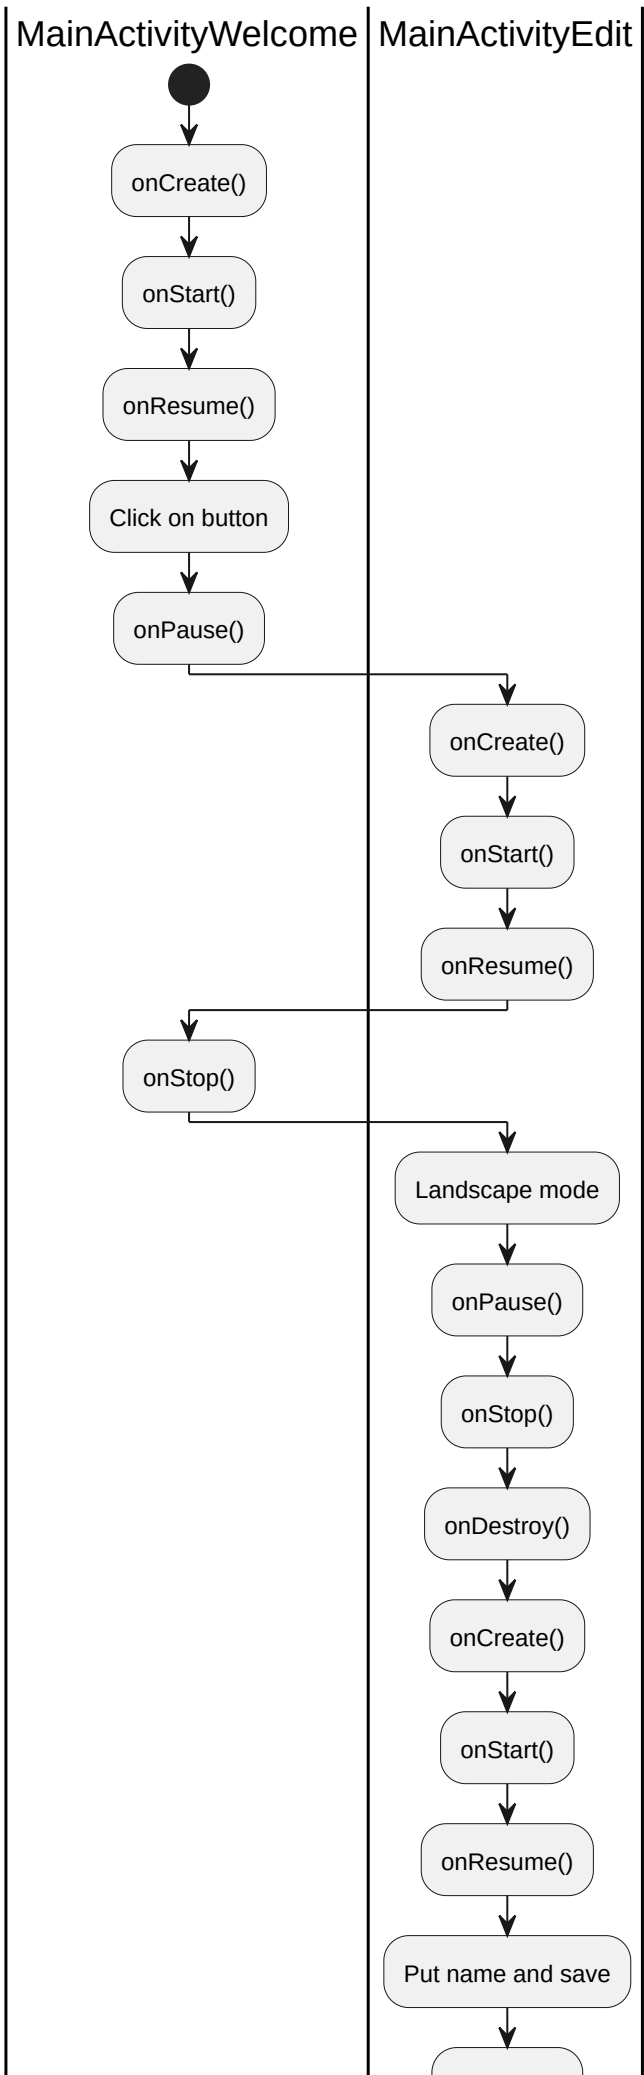 MainActivityWelcome
MainActivityEdit
onCreate()
onStart()
onResume()
Click on button
onPause()
onCreate()
onStart()
onResume()
onStop()
Landscape mode
onPause()
onStop()
onDestroy()
onCreate()
onStart()
onResume()
Put name and save